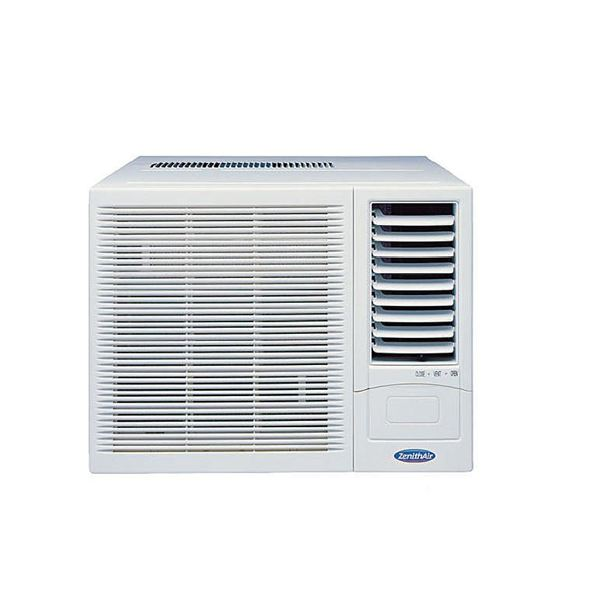 CLOSE • VENT • OPEN
ZenithAir